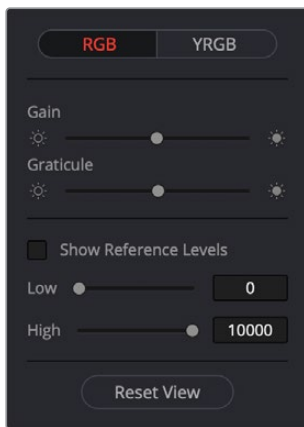 RGB YRGB
Gain
Graticule
Show Reference Levels
Low 0
High 10000
Reset View